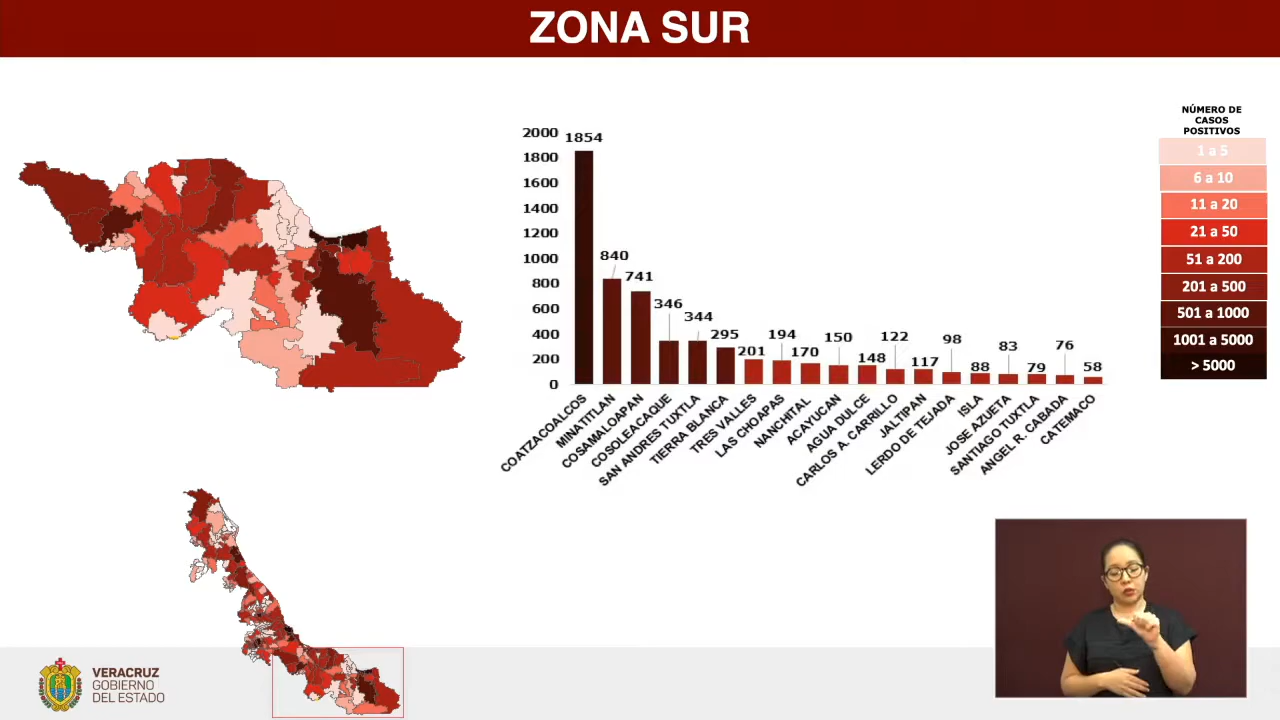 ZONA SUR
NÚMERO DE
CASOS
POSITIVOS
1 a 5
6 a 10
11 a 20
21 a 50
51 a 200
201 a 500
501 a 1000
1001 a 5000
> 5000
2000
1800
1600
1400
1200
1000
800
600
400
200
0
1854
840
741
346
344
295
201
194
170
150
148
122
117
98
88
83
79
76
58
COATZACOALCOS
MINATITLAN
COSAMALOAPAN
COSOLEACAQUE
SAN ANDRES TUXTLA
TIERRA BLANCA
TRES VALLES
LAS CHOAPAS
NANCHITAL
ACAYUCAN
AGUA DULCE
CARLOS A. CARRILLO
JALTIPAN
LERDO DE TEJADA
ISLA
JOSE AZUETA
SANTIAGO TUXTLA
ANGEL R. CABADA
CATEMACO
VERACRUZ
GOBIERNO
DEL ESTADO